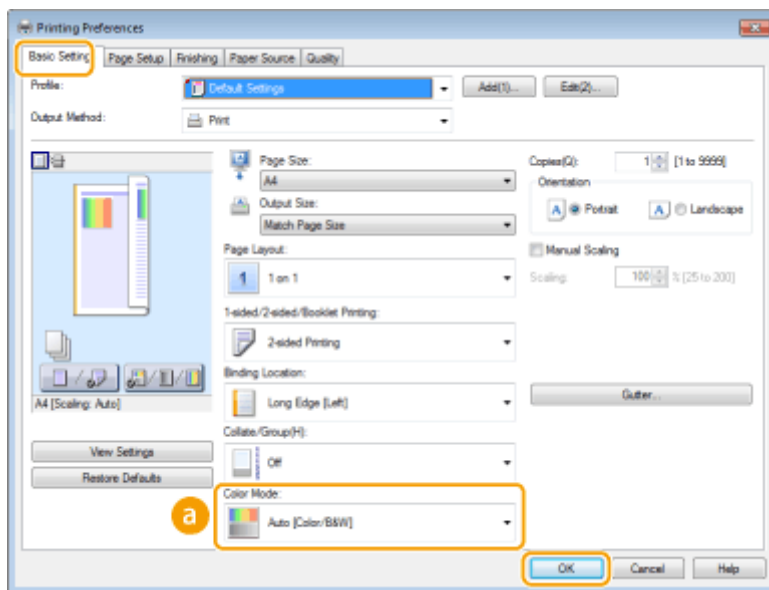 Printing Preferences
Basic Setting Page Setup Finishing Paper Source Quality
Profile: Default Settings Add(1)... Edit(2)...
Output Method: Print
Page Size:
A4
Output Size:
Match Page Size
Page Layout:
1 on 1
1-sided/2-sided/Booklet Printing:
2-sided Printing
Binding Location:
Long Edge [Left]
Collate/Group(H):
Off
Color Mode:
a Auto [Color/B&W]
Copies(Q): 1 [1 to 9999]
Orientation
A Portrait A Landscape
Manual Scaling
Scaling: 100 % [25 to 200]
Gutter...
A4 [Scaling: Auto]
View Settings
Restore Defaults
OK Cancel Help